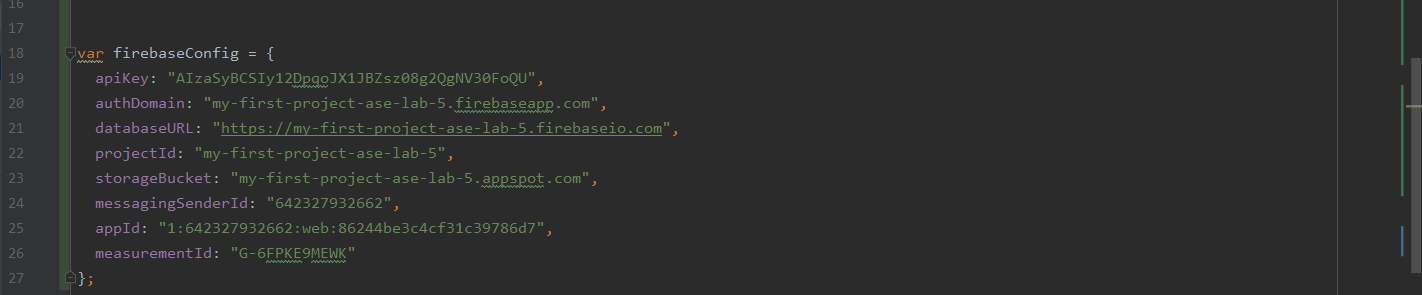 16
17
18 var firebaseConfig = {
19 apiKey: "AIzaSyBCSIy12DpqoJX1JBZsz08g2QgNV30FoQU",
20 authDomain: "my-first-project-ase-lab-5.firebaseapp.com",
21 databaseURL: "https://my-first-project-ase-lab-5.firebaseio.com",
22 projectId: "my-first-project-ase-lab-5",
23 storageBucket: "my-first-project-ase-lab-5.appspot.com",
24 messagingSenderId: "642327932662",
25 appId: "1:642327932662:web:86244be3c4cf31c39786d7",
26 measurementId: "G-6FPKE9MEWK"
27 };